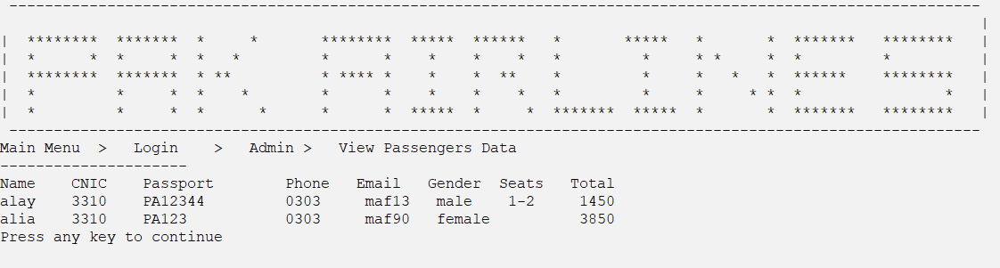 Main Menu > Login > Admin > View Passengers Data
Name CNIC Passport Phone Email Gender Seats Total
alay 3310 PA12344 0303 maf13 male 1-2 1450
alia 3310 PA123 0303 maf90 female 3850
Press any key to continue